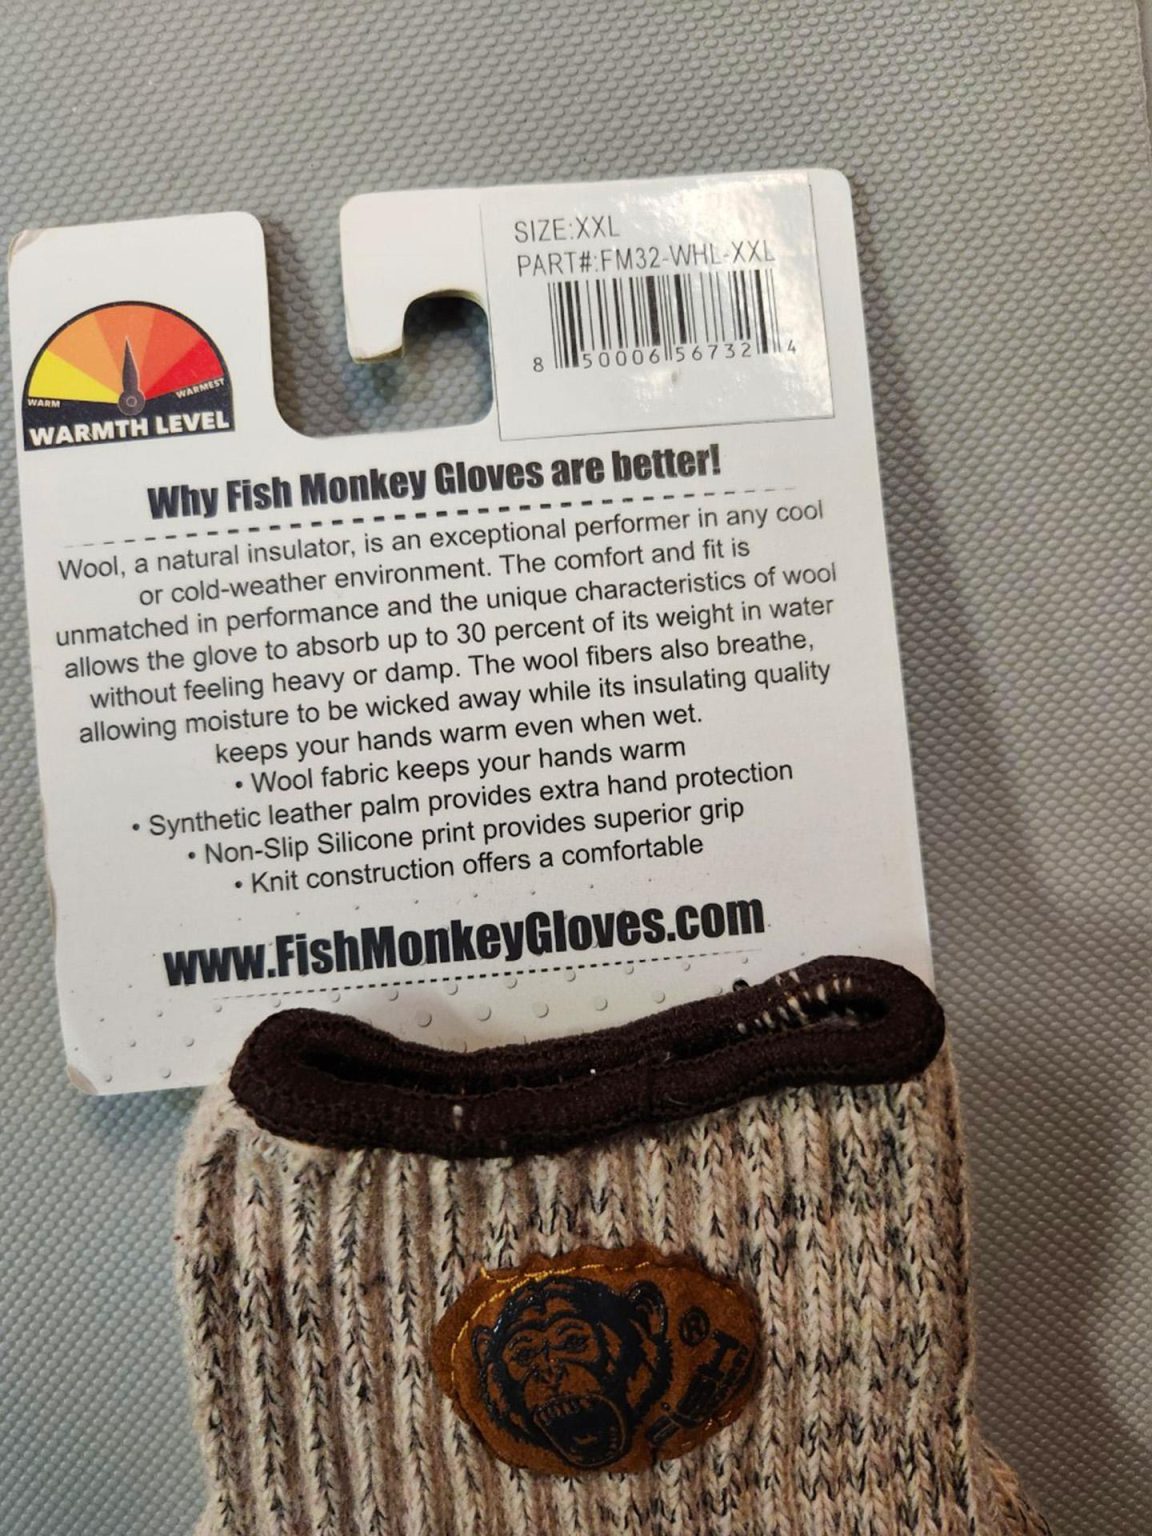 SIZE:XXL
PART#:FM32-WHL-XXL
8 50006 56732 4
WARM
WARMEST
WARMTH LEVEL
Why Fish Monkey Gloves are better!
Wool, a natural insulator, is an exceptional performer in any cool
or cold-weather environment. The comfort and fit is
unmatched in performance and the unique characteristics of wool
allows the glove to absorb up to 30 percent of its weight in water
without feeling heavy or damp. The wool fibers also breathe,
allowing moisture to be wicked away while its insulating quality
keeps your hands warm even when wet.
• Wool fabric keeps your hands warm
• Synthetic leather palm provides extra hand protection
• Non-Slip Silicone print provides superior grip
• Knit construction offers a comfortable
www.FishMonkeyGloves.com
®